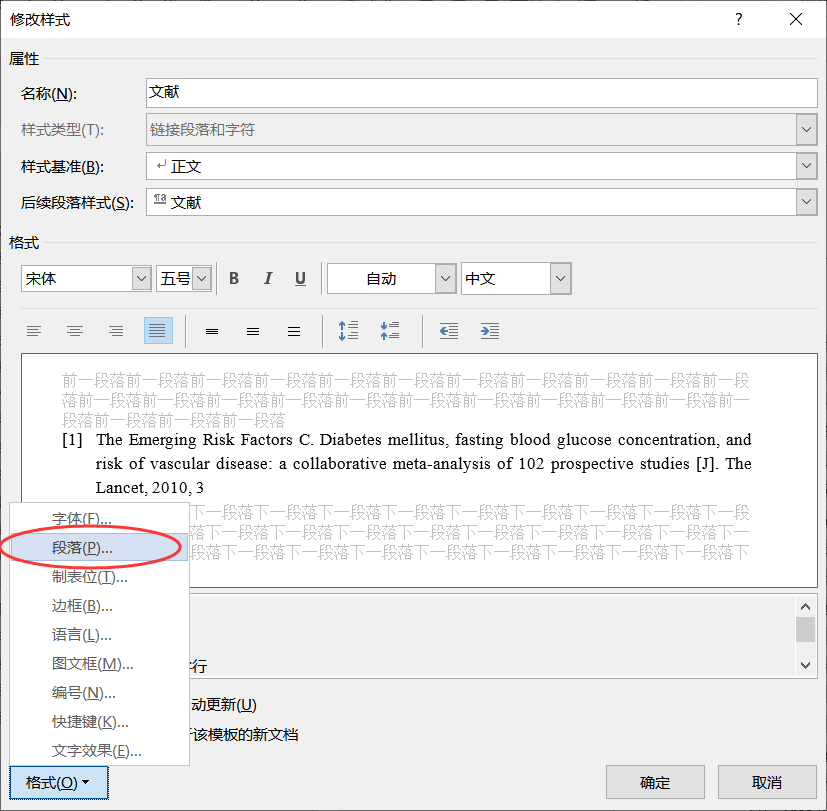 修改样式
?
属性
名称(N):
文献
样式类型(T):
链接段落和字符
样式基准(B):
正文
后续段落样式(S):
文献
格式
宋体
五号
B I U
自动
中文
前一段落前一段落前一段落前一段落前一段落前一段落前一段落前一段落前一段落前一段落前一段
落前一段落前一段落前一段落前一段落前一段落前一段落前一段落前一段落前一段落前一段落前一
段落前一段落前一段落前一段落
[1] The Emerging Risk Factors C. Diabetes mellitus, fasting blood glucose concentration, and
risk of vascular disease: a collaborative meta-analysis of 102 prospective studies [J]. The
Lancet, 2010, 3
下一段落下一段落下一段落下一段落下一段落下一段落下一段落下一段落下一段
落下一段落下一段落下一段落下一段落下一段落下一段落下一段落下一段落下一
段落下一段落下一段落下一段落下一段落下一段落下一段落下一段落下一段落下
字体(F)...
段落(P)...
制表位(T)...
边框(B)...
语言(L)...
图文框(M)...
编号(N)...
快捷键(K)...
文字效果(E)...
行
动更新(U)
该模板的新文档
格式(O)
确定
取消